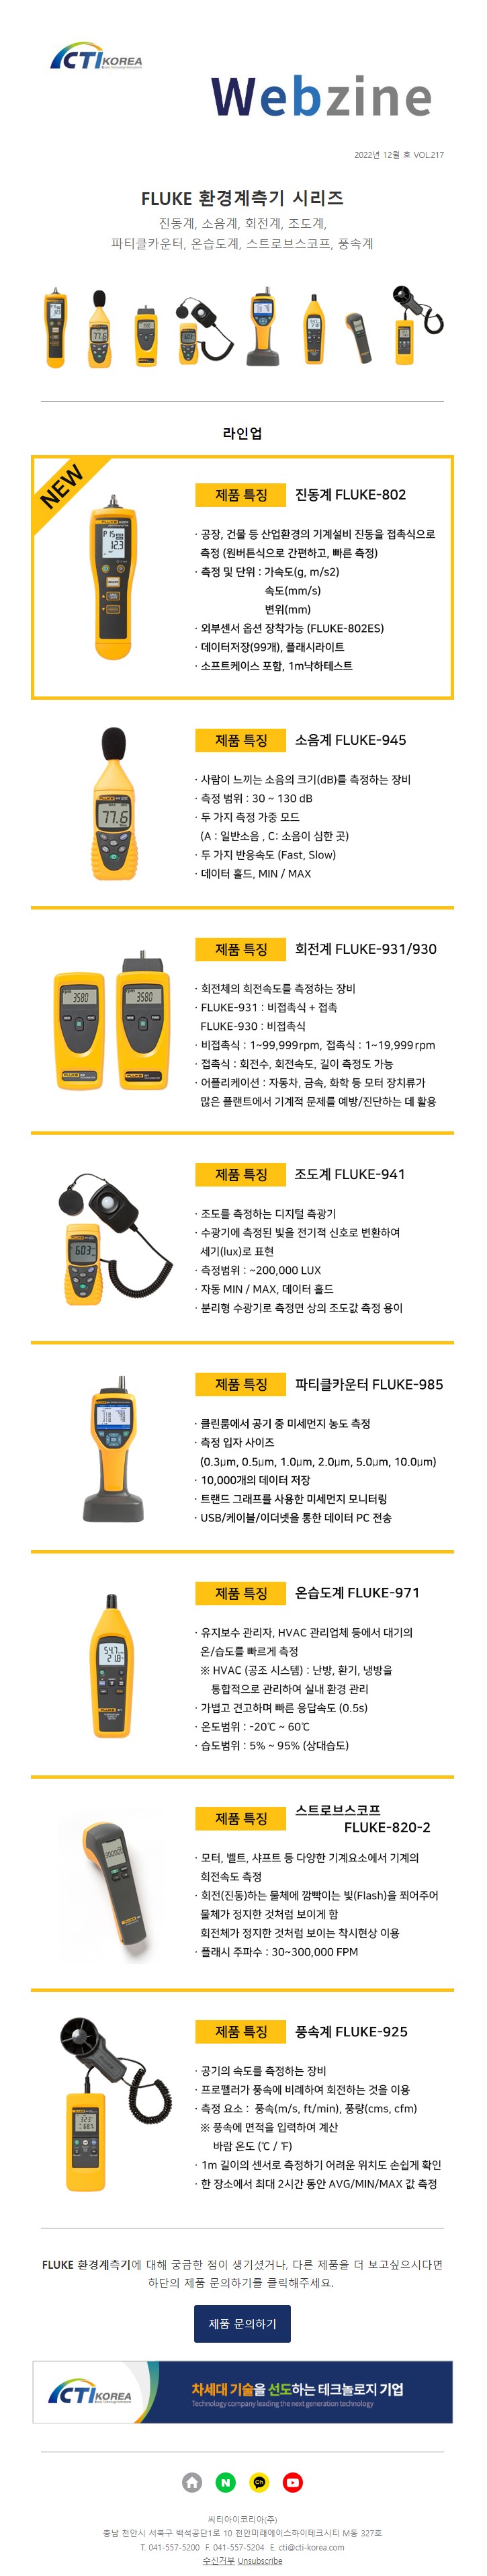 CTI KOREA
Webzine
2022년 12월 호 VOL.217
FLUKE 환경계측기 시리즈
진동계, 소음계, 회전계, 조도계,
파티클카운터, 온습도계, 스트로브스코프, 풍속계
라인업
NEW
제품 특징 진동계 FLUKE-802
· 공장, 건물 등 산업환경의 기계설비 진동을 접촉식으로
측정 (원버튼식으로 간편하고, 빠른 측정)
· 측정 및 단위 : 가속도(g, m/s2)
속도(mm/s)
변위(mm)
· 외부센서 옵션 장착가능 (FLUKE-802ES)
· 데이터저장(99개), 플래시라이트
· 소프트케이스 포함, 1m낙하테스트
제품 특징 소음계 FLUKE-945
· 사람이 느끼는 소음의 크기(dB)를 측정하는 장비
· 측정 범위 : 30 ~ 130 dB
· 두 가지 측정 가중 모드
(A : 일반소음 , C: 소음이 심한 곳)
· 두 가지 반응속도 (Fast, Slow)
· 데이터 홀드, MIN / MAX
77.6
제품 특징 회전계 FLUKE-931/930
· 회전체의 회전속도를 측정하는 장비
· FLUKE-931 : 비접촉식 + 접촉
FLUKE-930 : 비접촉식
· 비접촉식 : 1~99,999rpm, 접촉식 : 1~19,999rpm
· 접촉식 : 회전수, 회전속도, 길이 측정도 가능
· 어플리케이션 : 자동차, 금속, 화학 등 모터 장치류가
많은 플랜트에서 기계적 문제를 예방/진단하는 데 활용
3580
3580
제품 특징 조도계 FLUKE-941
· 조도를 측정하는 디지털 측광기
· 수광기에 측정된 빛을 전기적 신호로 변환하여
세기(lux)로 표현
· 측정범위 : ~200,000 LUX
· 자동 MIN / MAX, 데이터 홀드
· 분리형 수광기로 측정면 상의 조도값 측정 용이
603
제품 특징 파티클카운터 FLUKE-985
· 클린룸에서 공기 중 미세먼지 농도 측정
· 측정 입자 사이즈
(0.3μm, 0.5μm, 1.0μm, 2.0μm, 5.0μm, 10.0μm)
· 10,000개의 데이터 저장
· 트랜드 그래프를 사용한 미세먼지 모니터링
· USB/케이블/이더넷을 통한 데이터 PC 전송
제품 특징 온습도계 FLUKE-971
· 유지보수 관리자, HVAC 관리업체 등에서 대기의
온/습도를 빠르게 측정
※ HVAC (공조 시스템) : 난방, 환기, 냉방을
통합적으로 관리하여 실내 환경 관리
· 가볍고 견고하며 빠른 응답속도 (0.5s)
· 온도범위 : -20℃ ~ 60℃
· 습도범위 : 5% ~ 95% (상대습도)
제품 특징 스트로브스코프
FLUKE-820-2
· 모터, 벨트, 샤프트 등 다양한 기계요소에서 기계의
회전속도 측정
· 회전(진동)하는 물체에 깜빡이는 빛(Flash)을 쬐어주어
물체가 정지한 것처럼 보이게 함
회전체가 정지한 것처럼 보이는 착시현상 이용
· 플래시 주파수 : 30~300,000 FPM
제품 특징 풍속계 FLUKE-925
· 공기의 속도를 측정하는 장비
· 프로펠러가 풍속에 비례하여 회전하는 것을 이용
· 측정 요소 : 풍속(m/s, ft/min), 풍량(cms, cfm)
※ 풍속에 면적을 입력하여 계산
바람 온도 (℃ / ℉)
· 1m 길이의 센서로 측정하기 어려운 위치도 손쉽게 확인
· 한 장소에서 최대 2시간 동안 AVG/MIN/MAX 값 측정
FLUKE 환경계측기에 대해 궁금한 점이 생기셨거나, 다른 제품을 더 보고싶으시다면
하단의 제품 문의하기를 클릭해주세요.
제품 문의하기
CTI KOREA
차세대 기술을 선도하는 테크놀로지 기업
Technology company leading the next generation technology
N
Ch
씨티아이코리아(주)
충남 천안시 서북구 백석공단1로 10 천안미래에이스하이테크시티 M동 327호
T. 041-557-5200 F. 041-557-5204 E. cti@cti-korea.com
수신거부 Unsubscribe